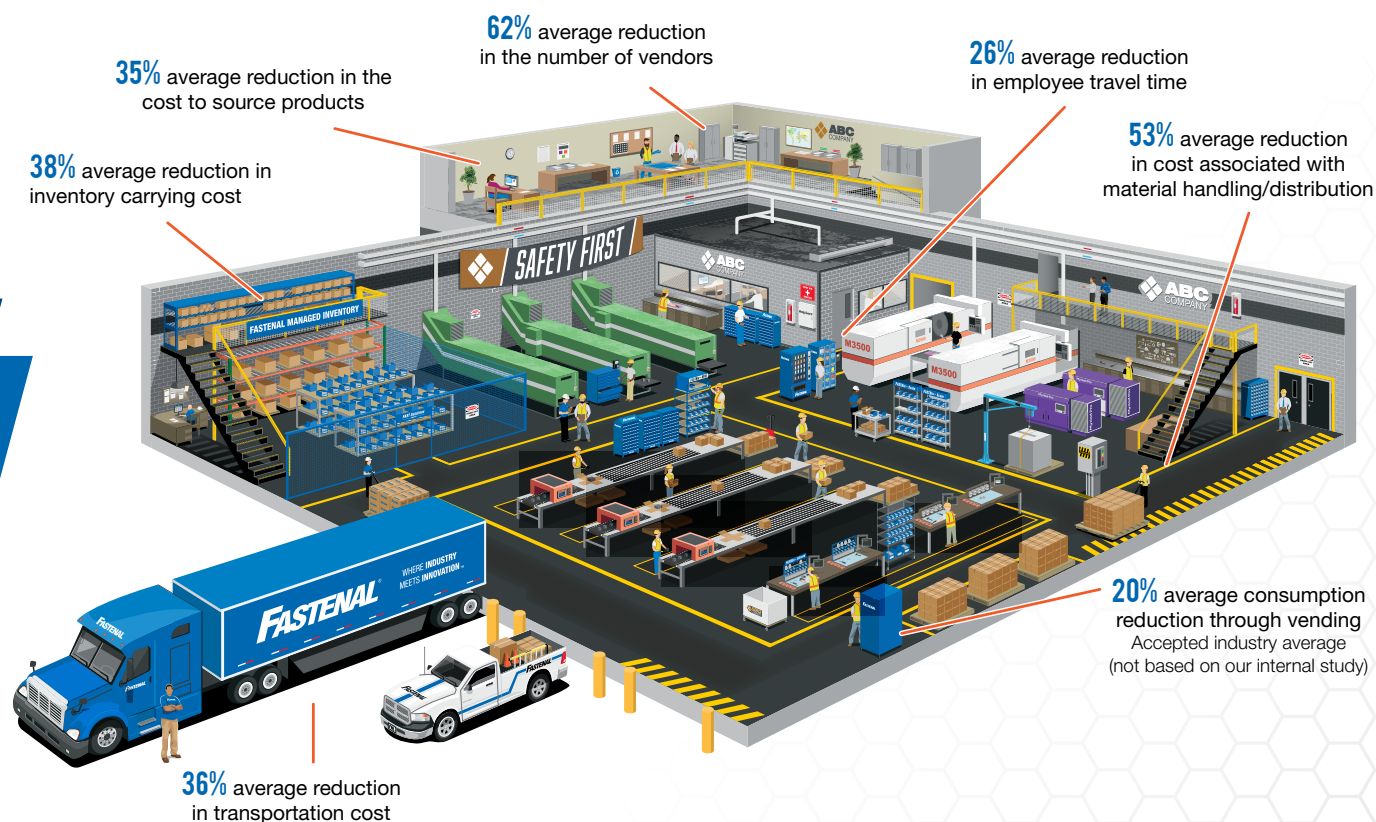 62% average reduction
in the number of vendors
35% average reduction in the
cost to source products
26% average reduction
in employee travel time
53% average reduction
in cost associated with
material handling/distribution
38% average reduction in
inventory carrying cost
ABC
COMPANY
SAFETY FIRST
ABC
COMPANY
ABC
COMPANY
FASTENAL MANAGED INVENTORY
M3500
M3500
WHERE INDUSTRY
MEETS INNOVATION™
FASTENAL®
FASTENAL
FASTENAL
FASTENAL
FASTENAL
20% average consumption
reduction through vending
Accepted industry average
(not based on our internal study)
36% average reduction
in transportation cost